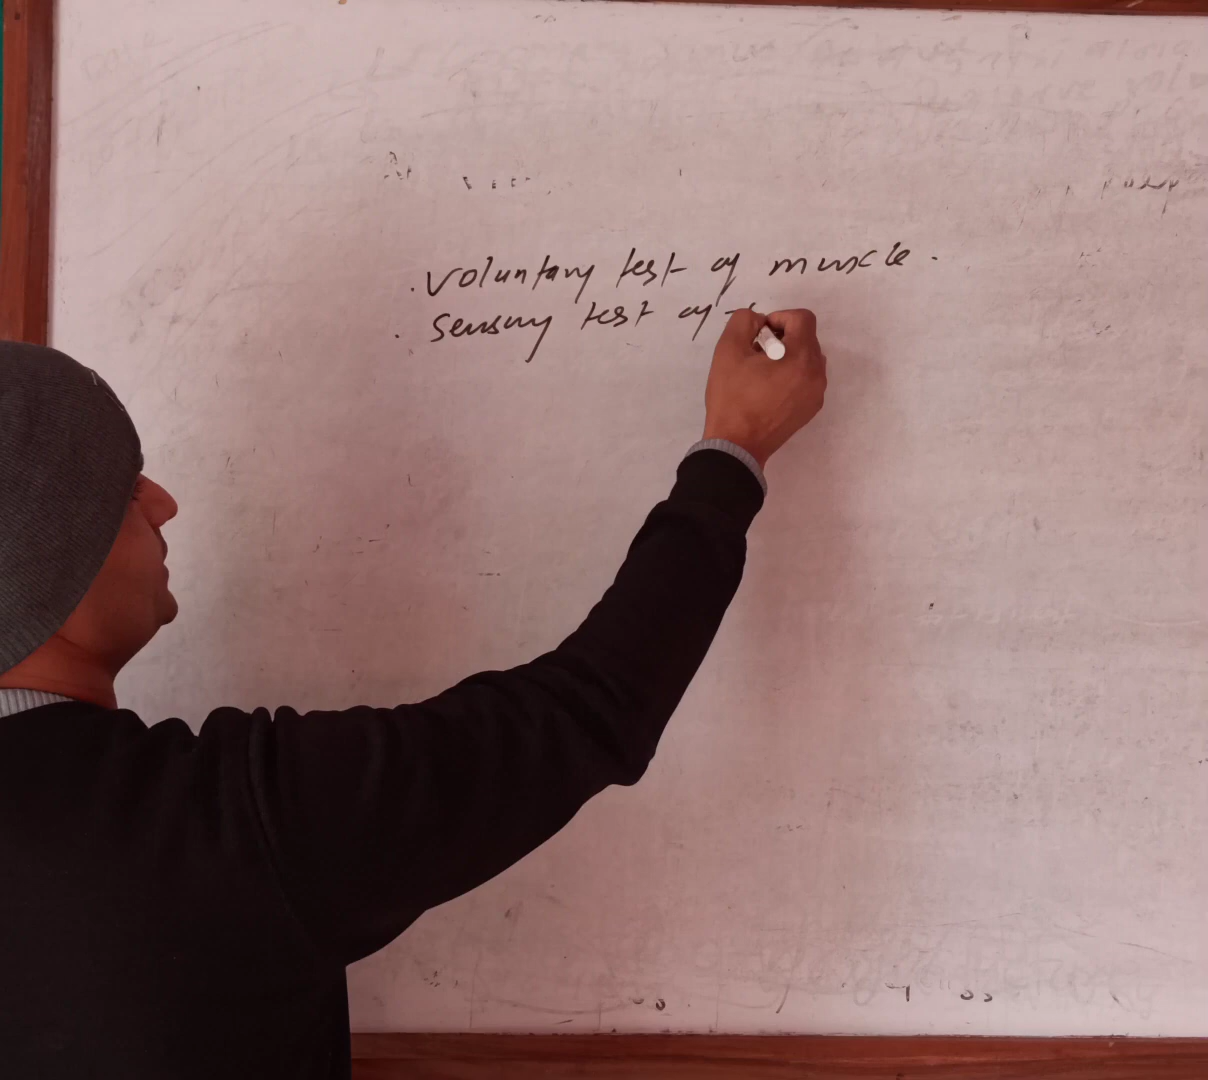 . voluntary test of muscle .
. Sensory test of